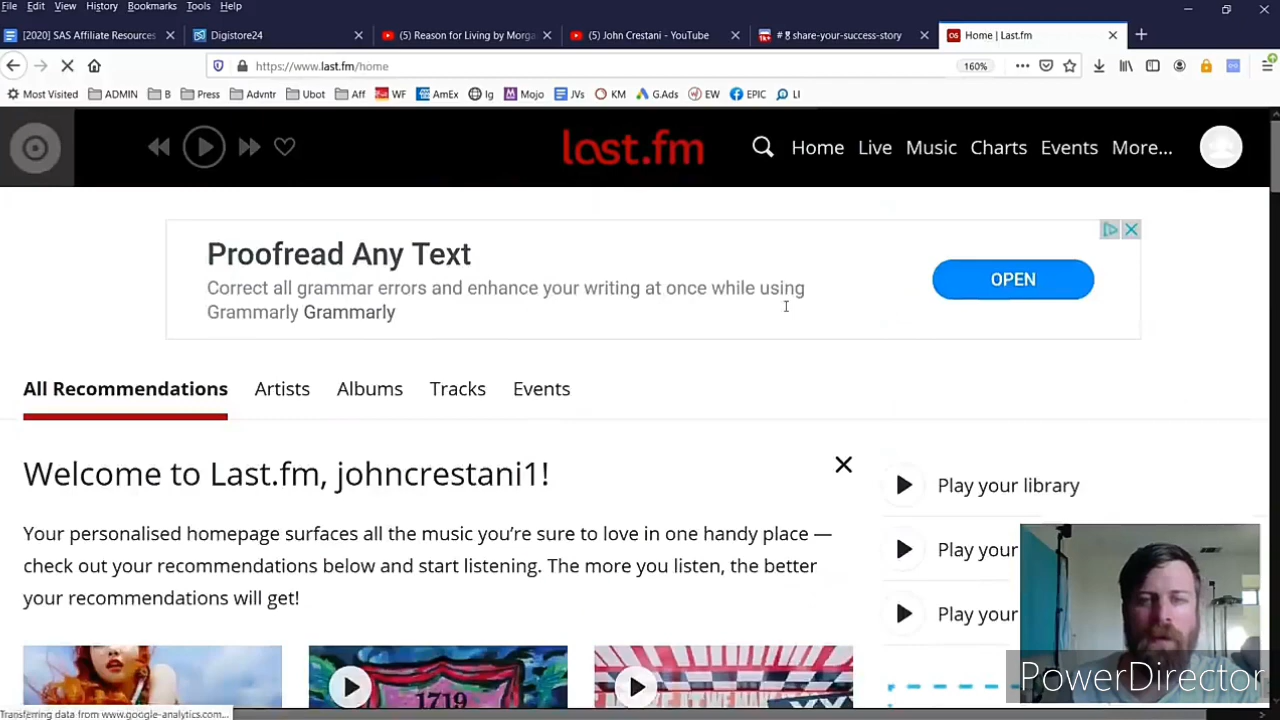 File Edit View History Bookmarks Tools Help
[2020] SAS Affiliate Resources
Digistore24
(5) Reason for Living by Morga
(5) John Crestani - YouTube
# 🎖share-your-success-story
Home | Last.fm
https://www.last.fm/home
160%
Most Visited ADMIN B Press Advntr Ubot Aff WF AmEx Ig Mojo JVs KM G.Ads EW EPIC LI
last.fm
Home Live Music Charts Events More...
Proofread Any Text
Correct all grammar errors and enhance your writing at once while using
Grammarly Grammarly
OPEN
All Recommendations Artists Albums Tracks Events
Welcome to Last.fm, johncrestani1!
Your personalised homepage surfaces all the music you’re sure to love in one handy place —
check out your recommendations below and start listening. The more you listen, the better
your recommendations will get!
Play your library
Play your
Play your
1719
PowerDirector
Transferring data from www.google-analytics.com...